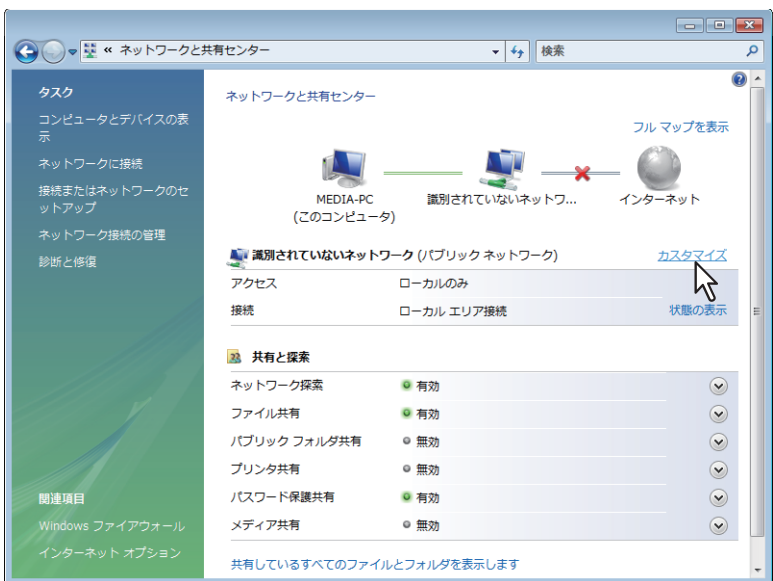 « ネットワークと共有センター
検索
タスク
コンピュータとデバイスの表
示
ネットワークに接続
接続またはネットワークのセ
ットアップ
ネットワーク接続の管理
診断と修復
関連項目
Windows ファイアウォール
インターネット オプション
ネットワークと共有センター
フル マップを表示
MEDIA-PC
(このコンピュータ)
識別されていないネットワ...
インターネット
識別されていないネットワーク (パブリック ネットワーク) カスタマイズ
アクセス ローカルのみ
接続 ローカル エリア接続 状態の表示
共有と探索
ネットワーク探索 有効
ファイル共有 有効
パブリック フォルダ共有 無効
プリンタ共有 無効
パスワード保護共有 有効
メディア共有 無効
共有しているすべてのファイルとフォルダを表示します